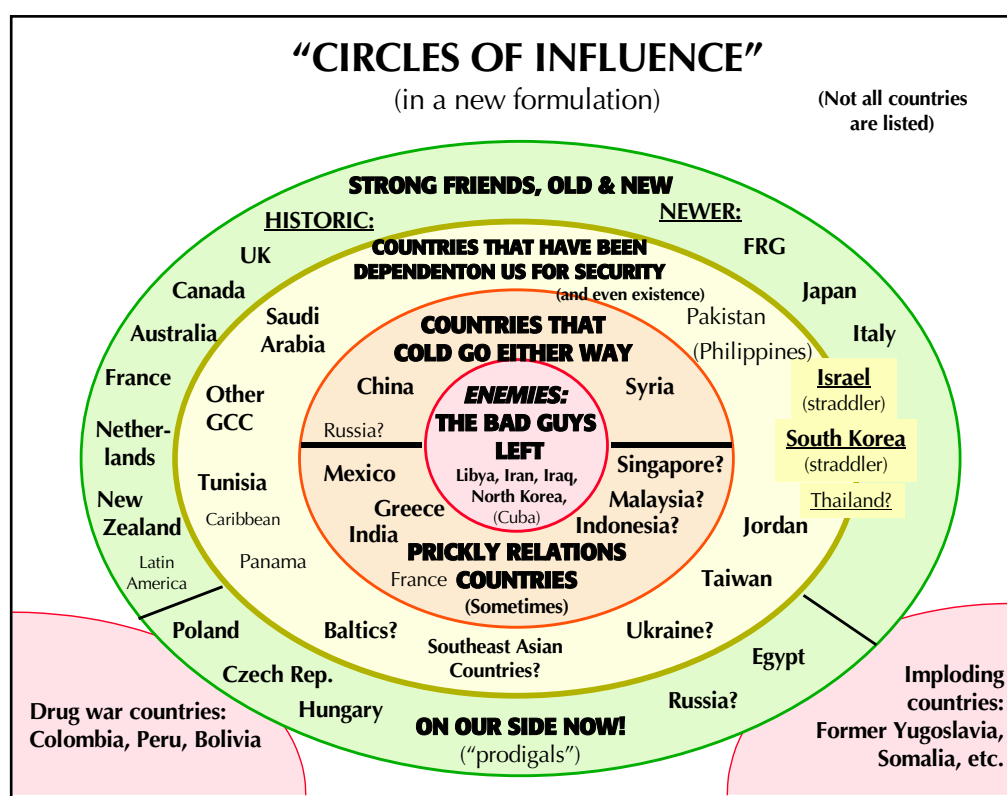 “CIRCLES OF INFLUENCE”
(in a new formulation)
(Not all countries
are listed)
STRONG FRIENDS, OLD & NEW
HISTORIC:
NEWER:
UK
Canada
Australia
France
Nether-
lands
New
Zealand
Latin
America
FRG
Japan
Italy
Israel
(straddler)
South Korea
(straddler)
Thailand?
COUNTRIES THAT HAVE BEEN
DEPENDENTON US FOR SECURITY
(and even existence)
Saudi
Arabia
Other
GCC
Tunisia
Caribbean
Panama
Baltics?
Southeast Asian
Countries?
Ukraine?
Taiwan
Jordan
Pakistan
(Philippines)
COUNTRIES THAT
COLD GO EITHER WAY
China
Russia?
Syria
ENEMIES:
THE BAD GUYS
LEFT
Libya, Iran, Iraq,
North Korea,
(Cuba)
Mexico
Greece
India
France
Singapore?
Malaysia?
Indonesia?
PRICKLY RELATIONS
COUNTRIES
(Sometimes)
Poland
Czech Rep.
Hungary
Egypt
Russia?
ON OUR SIDE NOW!
(“prodigals”)
Drug war countries:
Colombia, Peru, Bolivia
Imploding
countries:
Former Yugoslavia,
Somalia, etc.